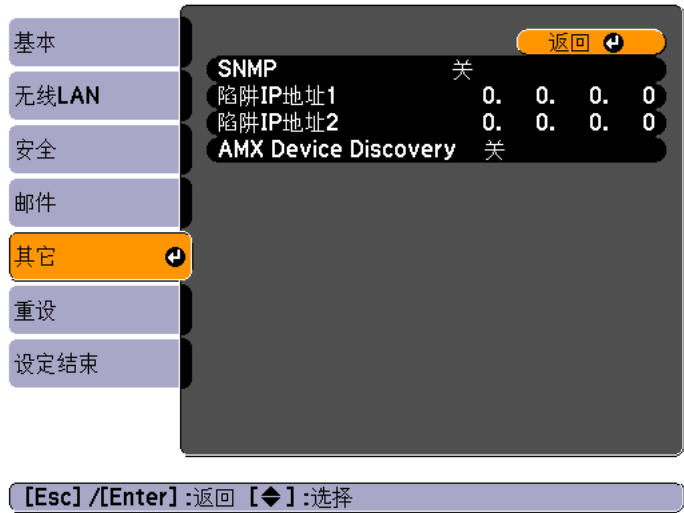 基本
无线LAN
安全
邮件
其它
重设
设定结束
返回
SNMP 关
陷阱IP地址1 0. 0. 0. 0
陷阱IP地址2 0. 0. 0. 0
AMX Device Discovery 关
[Esc] /[Enter] :返回 [◆] :选择